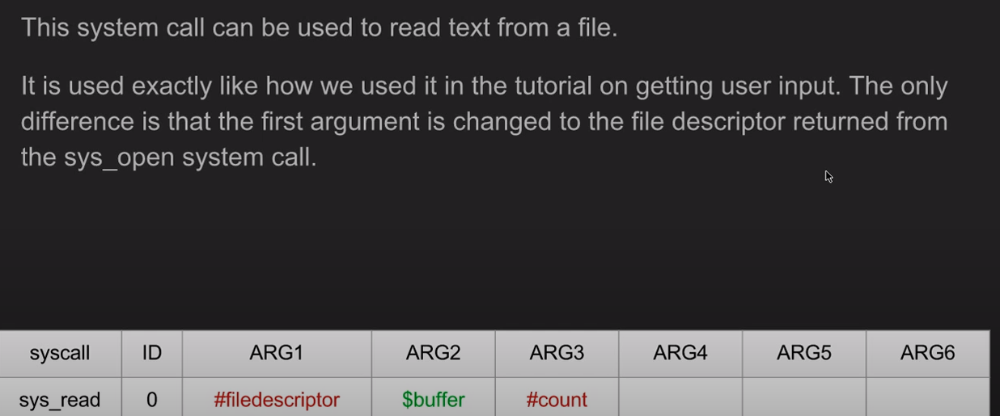 This system call can be used to read text from a file.
It is used exactly like how we used it in the tutorial on getting user input. The only
difference is that the first argument is changed to the file descriptor returned from
the sys_open system call.
syscall ID ARG1 ARG2 ARG3 ARG4 ARG5 ARG6
sys_read 0 #filedescriptor $buffer #count